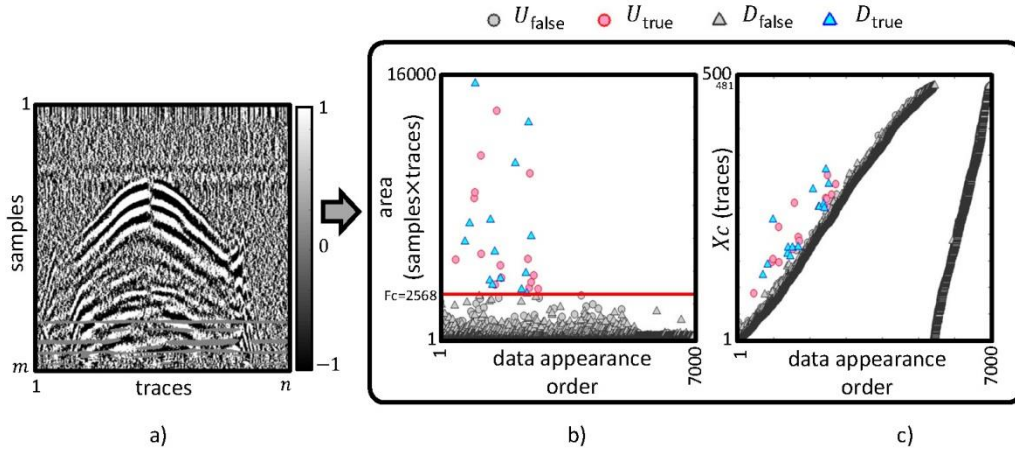 U_false U_true D_false D_true
1
samples
m
1
traces
n
1
0
−1
a)
16000
area
(samples×traces)
Fc=2568
1
1
data appearance
order
7000
b)
500
481
Xc (traces)
1
1
data appearance
order
7000
c)